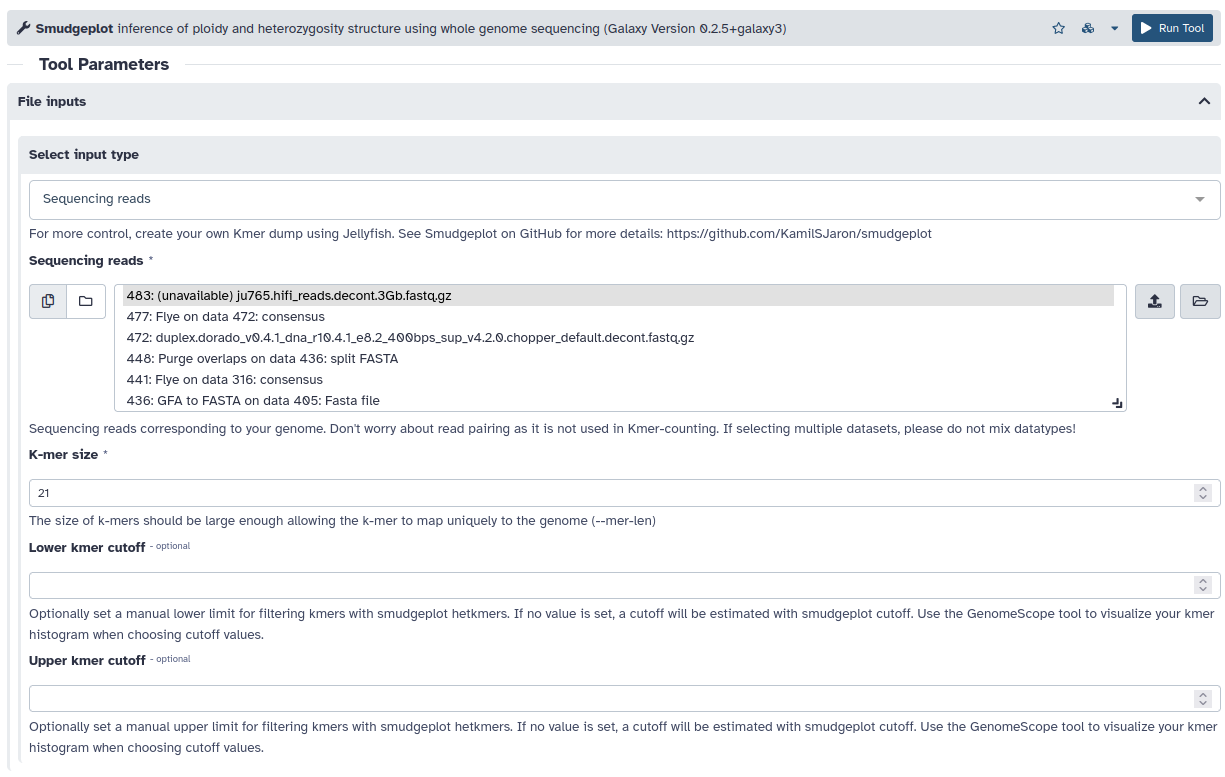 Smudgeplot inference of ploidy and heterozygosity structure using whole genome sequencing (Galaxy Version 0.2.5+galaxy3)
Run Tool
Tool Parameters
File inputs
Select input type
Sequencing reads
For more control, create your own Kmer dump using Jellyfish. See Smudgeplot on GitHub for more details: https://github.com/KamilSJaron/smudgeplot
Sequencing reads *
483: (unavailable) ju765.hifi_reads.decont.3Gb.fastq.gz
477: Flye on data 472: consensus
472: duplex.dorado_v0.4.1_dna_r10.4.1_e8.2_400bps_sup_v4.2.0.chopper_default.decont.fastq.gz
448: Purge overlaps on data 436: split FASTA
441: Flye on data 316: consensus
436: GFA to FASTA on data 405: Fasta file
Sequencing reads corresponding to your genome. Don't worry about read pairing as it is not used in Kmer-counting. If selecting multiple datasets, please do not mix datatypes!
K-mer size *
21
The size of k-mers should be large enough allowing the k-mer to map uniquely to the genome (--mer-len)
Lower kmer cutoff - optional
Optionally set a manual lower limit for filtering kmers with smudgeplot hetkmers. If no value is set, a cutoff will be estimated with smudgeplot cutoff. Use the GenomeScope tool to visualize your kmer
histogram when choosing cutoff values.
Upper kmer cutoff - optional
Optionally set a manual upper limit for filtering kmers with smudgeplot hetkmers. If no value is set, a cutoff will be estimated with smudgeplot cutoff. Use the GenomeScope tool to visualize your kmer
histogram when choosing cutoff values.